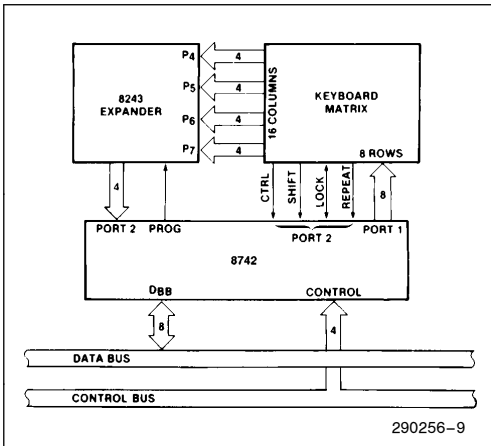 8243
EXPANDER
P4
P5
P6
P7
4
4
4
4
16 COLUMNS
KEYBOARD
MATRIX
8 ROWS
4
CTRL
SHIFT
LOCK
REPEAT
8
PORT 2
PROG
PORT 2
PORT 1
8742
DBB
CONTROL
8
4
DATA BUS
CONTROL BUS
290256–9